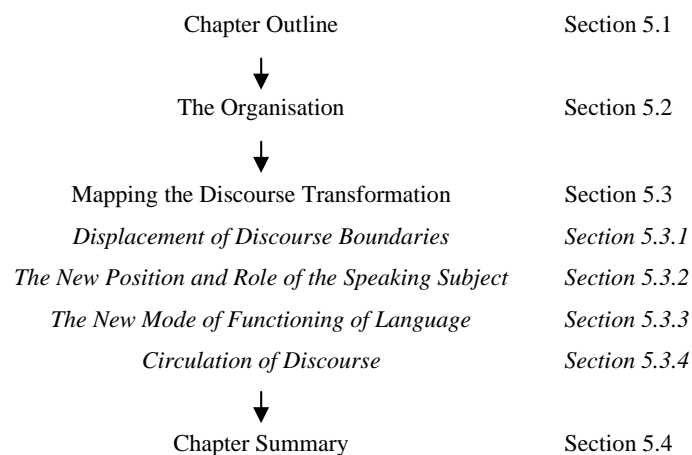 Chapter Outline Section 5.1
The Organisation Section 5.2
Mapping the Discourse Transformation Section 5.3
Displacement of Discourse Boundaries Section 5.3.1
The New Position and Role of the Speaking Subject Section 5.3.2
The New Mode of Functioning of Language Section 5.3.3
Circulation of Discourse Section 5.3.4
Chapter Summary Section 5.4